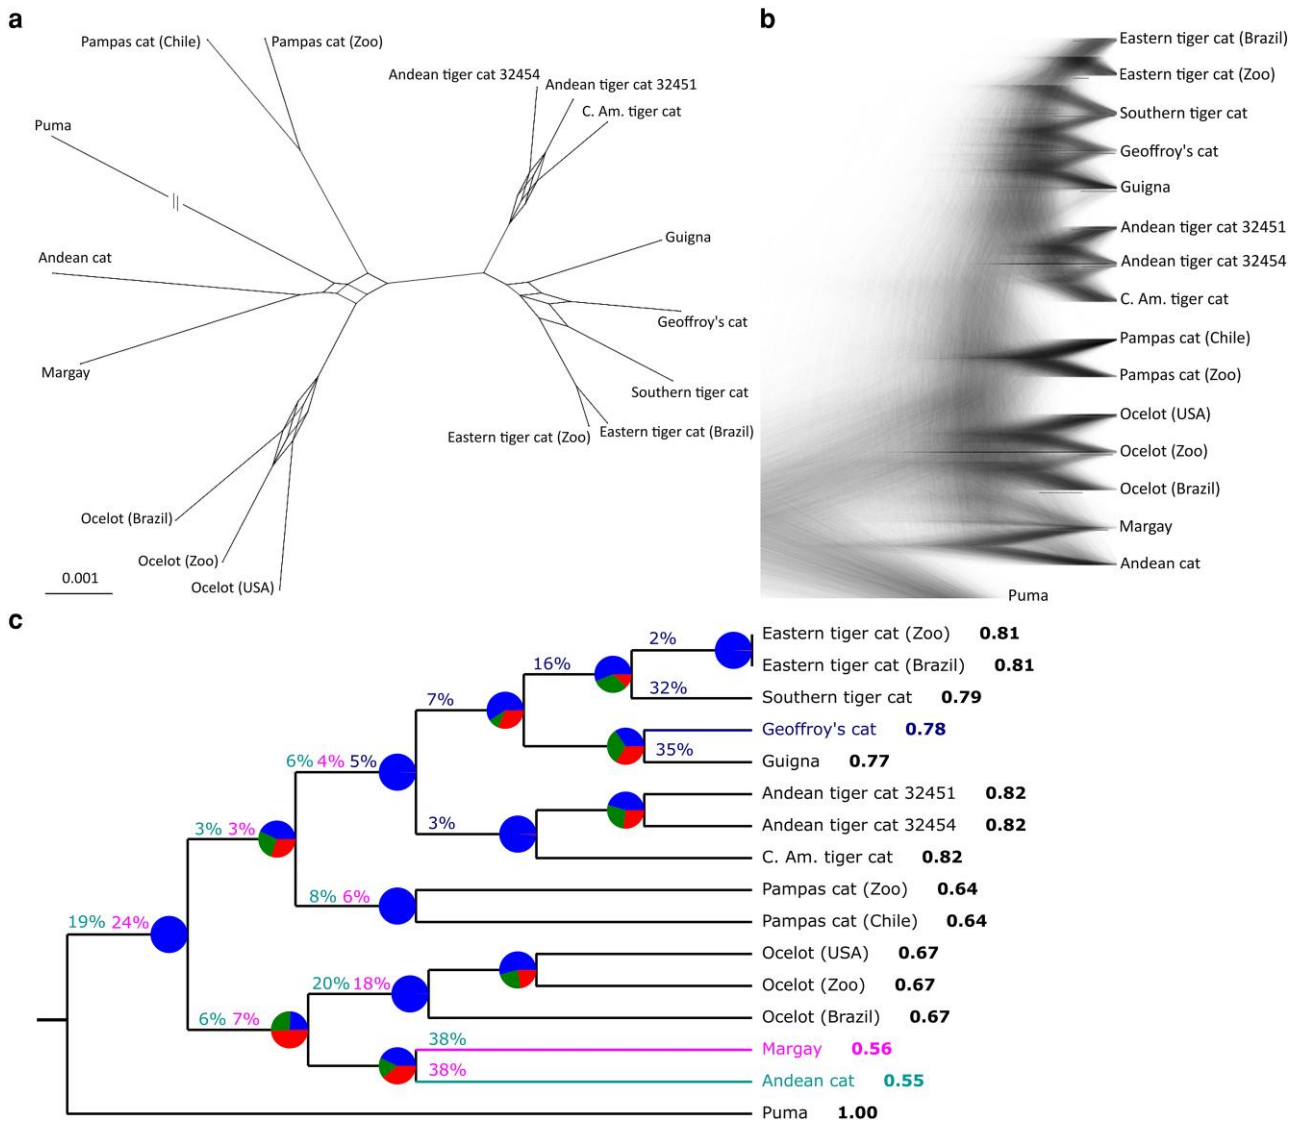 a
Pampas cat (Chile)
Pampas cat (Zoo)
Andean tiger cat 32454
Andean tiger cat 32451
C. Am. tiger cat
Puma
Guigna
Andean cat
Geoffroy's cat
Margay
Southern tiger cat
Eastern tiger cat (Zoo)
Eastern tiger cat (Brazil)
Ocelot (Brazil)
Ocelot (Zoo)
Ocelot (USA)
0.001
b
Eastern tiger cat (Brazil)
Eastern tiger cat (Zoo)
Southern tiger cat
Geoffroy's cat
Guigna
Andean tiger cat 32451
Andean tiger cat 32454
C. Am. tiger cat
Pampas cat (Chile)
Pampas cat (Zoo)
Ocelot (USA)
Ocelot (Zoo)
Ocelot (Brazil)
Margay
Andean cat
Puma
c
2%
Eastern tiger cat (Zoo) 0.81
Eastern tiger cat (Brazil) 0.81
16%
32%
Southern tiger cat 0.79
7%
Geoffroy's cat 0.78
35%
Guigna 0.77
6% 4% 5%
Andean tiger cat 32451 0.82
3%
Andean tiger cat 32454 0.82
3% 3%
C. Am. tiger cat 0.82
8% 6%
Pampas cat (Zoo) 0.64
Pampas cat (Chile) 0.64
19% 24%
Ocelot (USA) 0.67
20% 18%
Ocelot (Zoo) 0.67
6% 7%
Ocelot (Brazil) 0.67
38%
Margay 0.56
38%
Andean cat 0.55
Puma 1.00